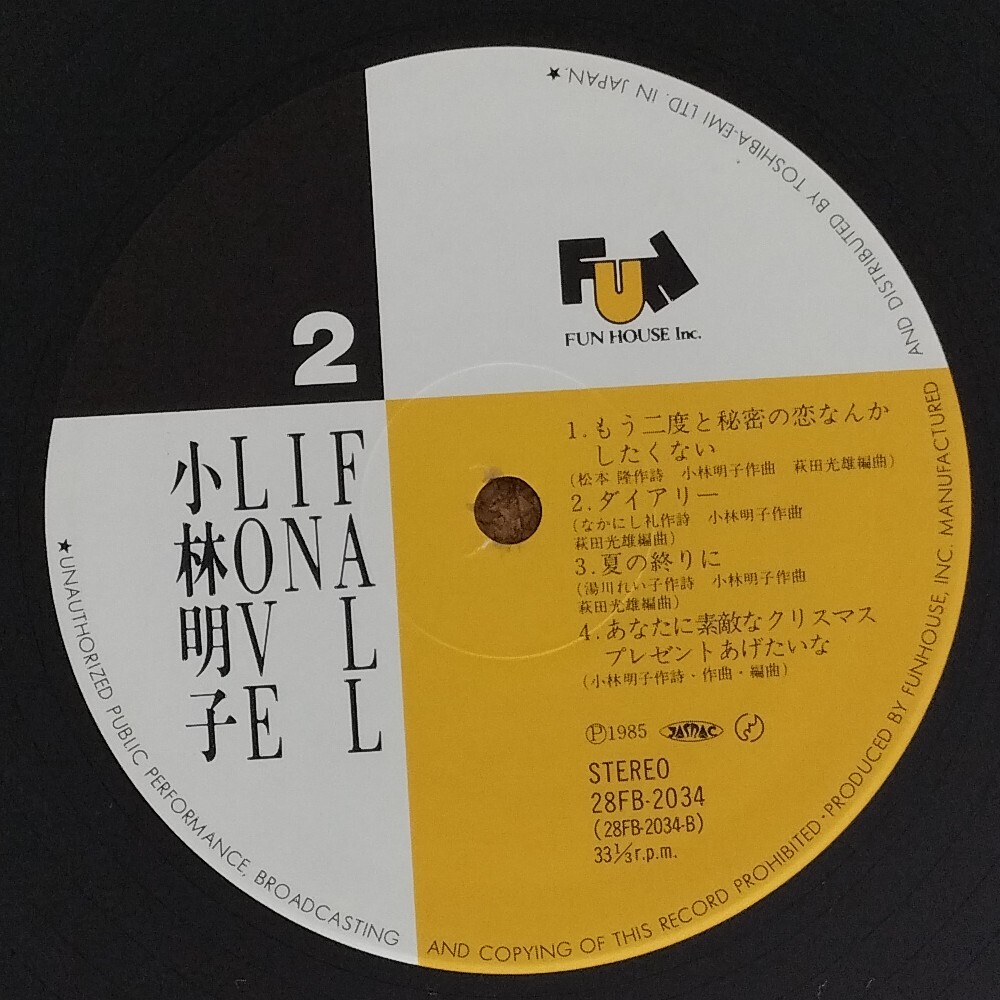 2
FUN
FUN HOUSE Inc.
FALL
IN
LOVE
小林明子
1.もう二度と秘密の恋なんか
したくない
(松本 隆作詩 小林明子作曲 萩田光雄編曲)
2.ダイアリー
(なかにし礼作詩 小林明子作曲
萩田光雄編曲)
3.夏の終りに
(湯川れい子作詩 小林明子作曲
萩田光雄編曲)
4.あなたに素敵なクリスマス
プレゼントあげたいな
(小林明子作詩・作曲・編曲)
Ⓟ1985 JASRAC
STEREO
28FB-2034
(28FB-2034-B)
33⅓r.p.m.
★UNAUTHORIZED PUBLIC PERFORMANCE, BROADCASTING AND COPYING OF THIS RECORD PROHIBITED・PRODUCED BY FUNHOUSE, INC. MANUFACTURED AND DISTRIBUTED BY TOSHIBA-EMI LTD. IN JAPAN.★